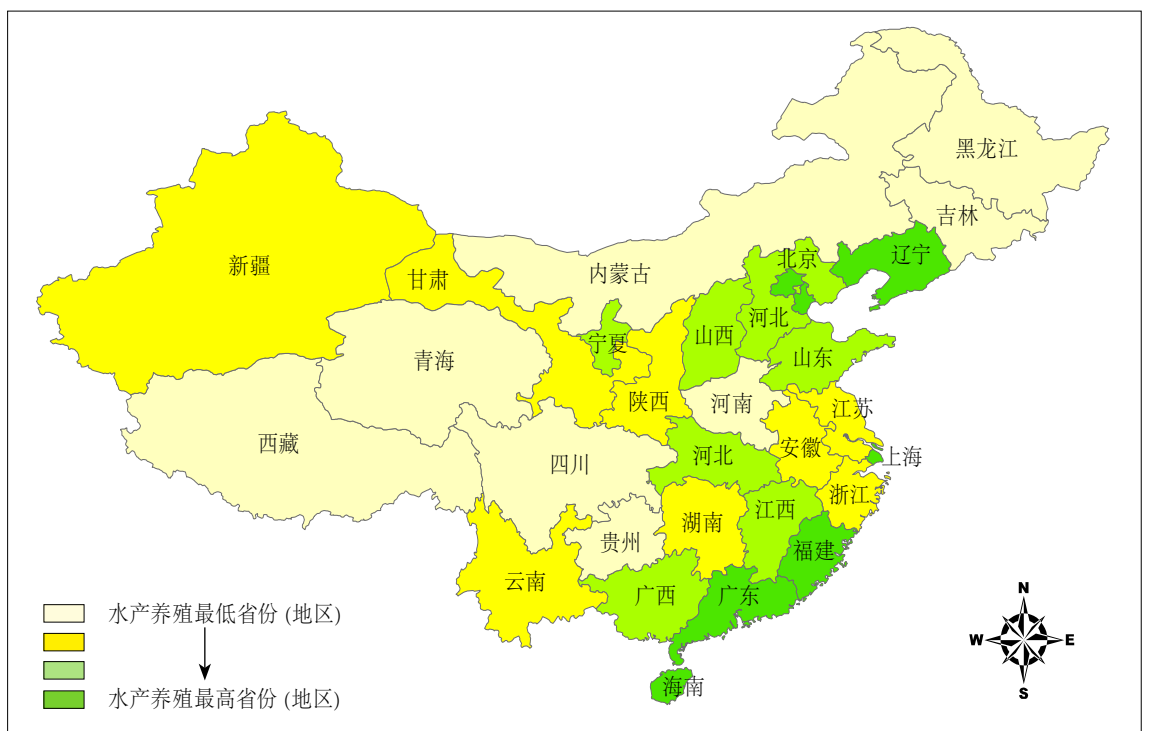 黑龙江
吉林
辽宁
北京
新疆
内蒙古
甘肃
河北
山西
宁夏
山东
青海
陕西
河南
江苏
西藏
安徽
上海
四川
河北
浙江
江西
湖南
贵州
福建
云南
广西
广东
海南
水产养殖最低省份 (地区)
水产养殖最高省份 (地区)
N
W
E
S